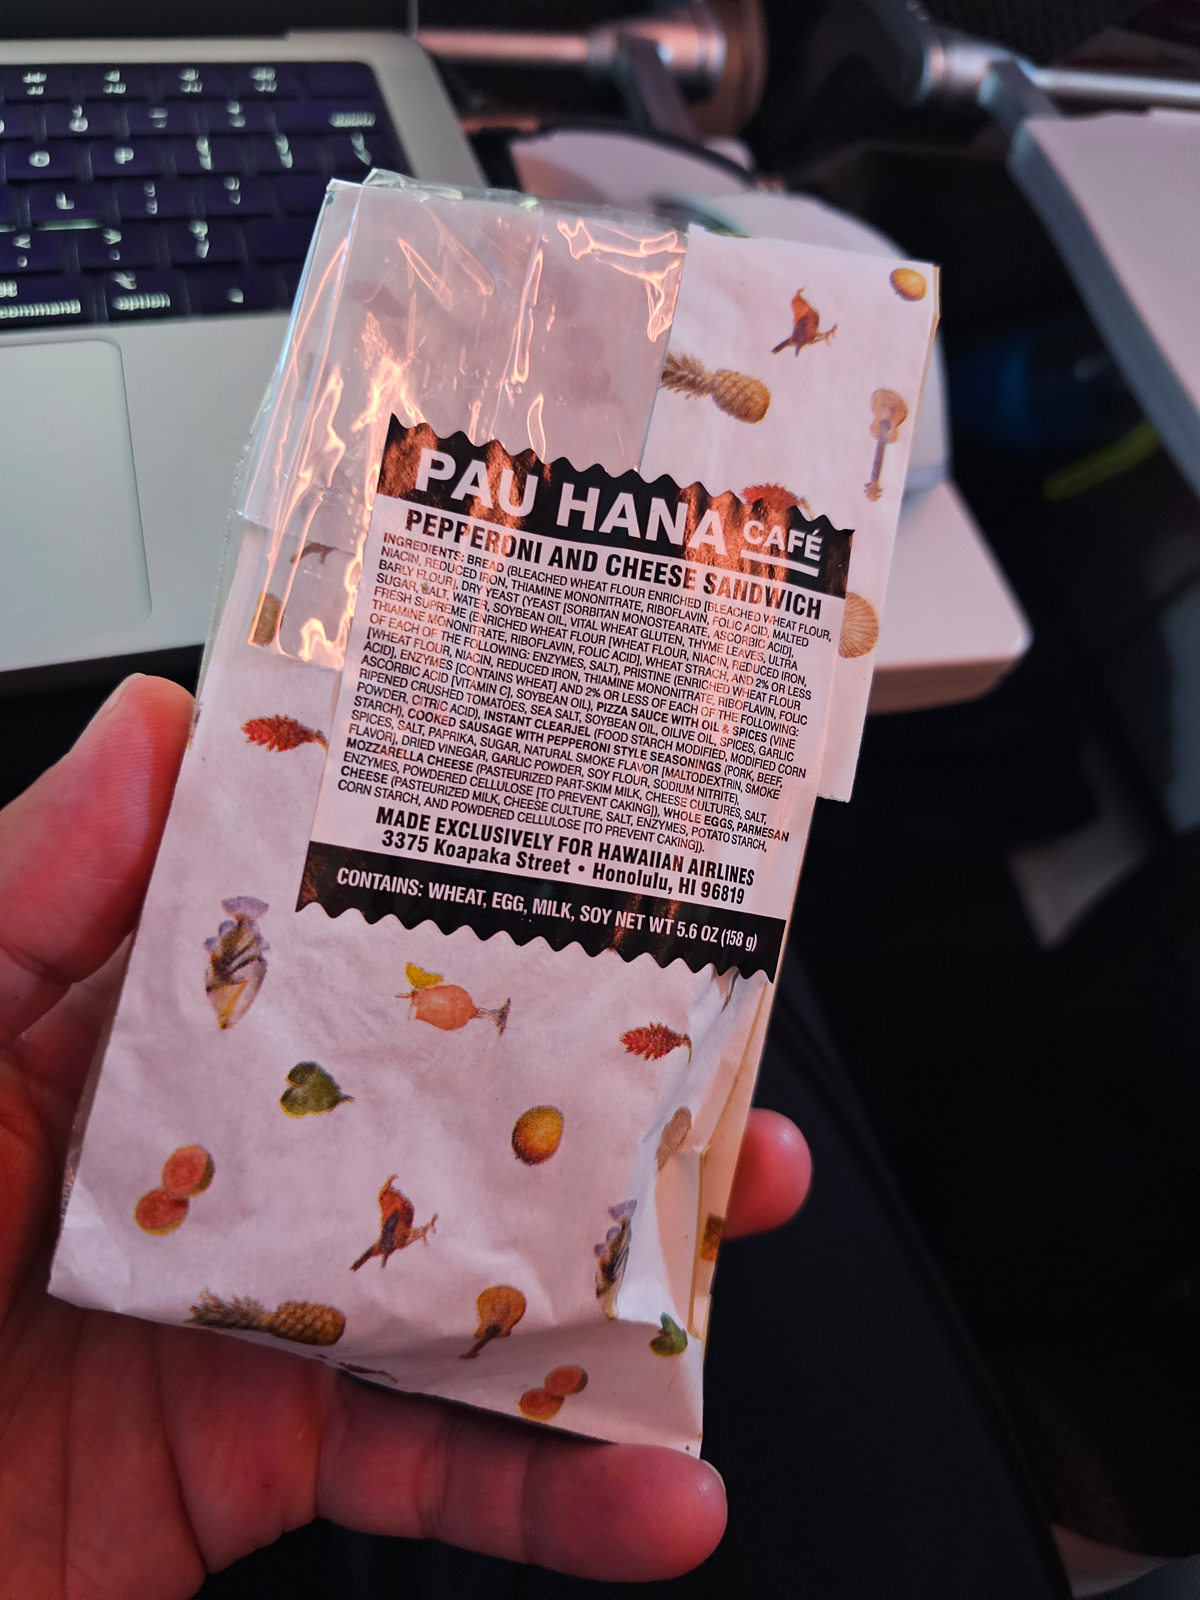 command
option
PAU HANA CAFÉ
PEPPERONI AND CHEESE SANDWICH
INGREDIENTS: BREAD (BLEACHED WHEAT FLOUR ENRICHED [BLEACHED WHEAT FLOUR,
NIACIN, REDUCED IRON, THIAMINE MONONITRATE, RIBOFLAVIN, FOLIC ACID, MALTED
BARLY FLOUR], DRY YEAST (YEAST [SORBITAN MONOSTEARATE, ASCORBIC ACID],
SUGAR, SALT, WATER, SOYBEAN OIL, VITAL WHEAT GLUTEN, THYME LEAVES, ULTRA
FRESH SUPREME (ENRICHED WHEAT FLOUR [WHEAT FLOUR, NIACIN, REDUCED IRON,
THIAMINE MONONITRATE, RIBOFLAVIN, FOLIC ACID], WHEAT STRACH, AND 2% OR LESS
OF EACH OF THE FOLLOWING: ENZYMES, SALT), PRISTINE (ENRICHED WHEAT FLOUR
[WHEAT FLOUR, NIACIN, REDUCED IRON, THIAMINE MONONITRATE, RIBOFLAVIN, FOLIC
ACID], ENZYMES [CONTAINS WHEAT] AND 2% OR LESS OF EACH OF THE FOLLOWING:
ASCORBIC ACID [VITAMIN C], SOYBEAN OIL), PIZZA SAUCE WITH OIL & SPICES (VINE
RIPENED CRUSHED TOMATOES, SEA SALT, SOYBEAN OIL, OILIVE OIL, SPICES, GARLIC
POWDER, CITRIC ACID), INSTANT CLEARJEL (FOOD STARCH MODIFIED, MODIFIED CORN
STARCH), COOKED SAUSAGE WITH PEPPERONI STYLE SEASONINGS (PORK, BEEF,
SPICES, SALT, PAPRIKA, SUGAR, NATURAL SMOKE FLAVOR [MALTODEXTRIN, SMOKE
FLAVOR], DRIED VINEGAR, GARLIC POWDER, SOY FLOUR, SODIUM NITRITE),
MOZZARELLA CHEESE (PASTEURIZED PART-SKIM MILK, CHEESE CULTURES, SALT,
ENZYMES, POWDERED CELLULOSE [TO PREVENT CAKING]), WHOLE EGGS, PARMESAN
CHEESE (PASTEURIZED MILK, CHEESE CULTURE, SALT, ENZYMES, POTATO STARCH,
CORN STARCH, AND POWDERED CELLULOSE [TO PREVENT CAKING]).
MADE EXCLUSIVELY FOR HAWAIIAN AIRLINES
3375 Koapaka Street • Honolulu, HI 96819
CONTAINS: WHEAT, EGG, MILK, SOY NET WT 5.6 OZ (158 g)